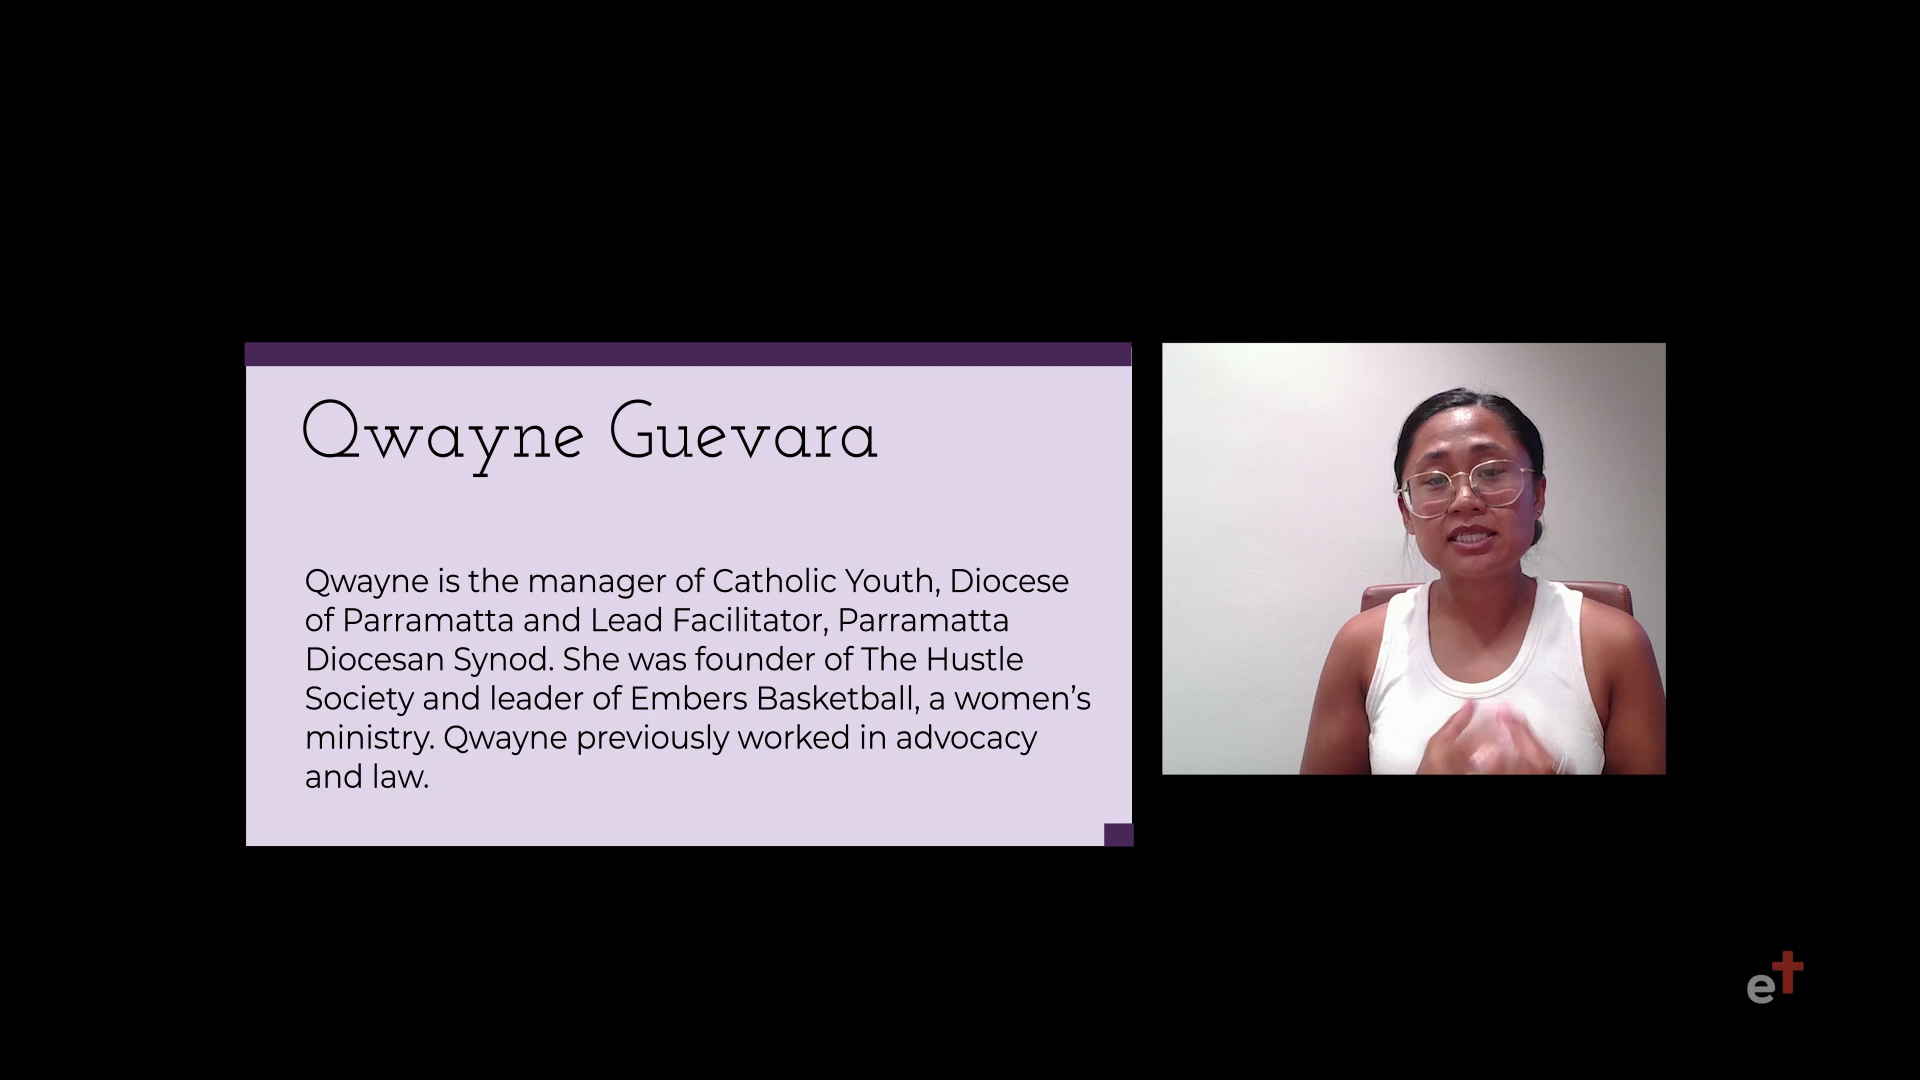 Qwayne Guevara
Qwayne is the manager of Catholic Youth, Diocese
of Parramatta and Lead Facilitator, Parramatta
Diocesan Synod. She was founder of The Hustle
Society and leader of Embers Basketball, a women’s
ministry. Qwayne previously worked in advocacy
and law.
et